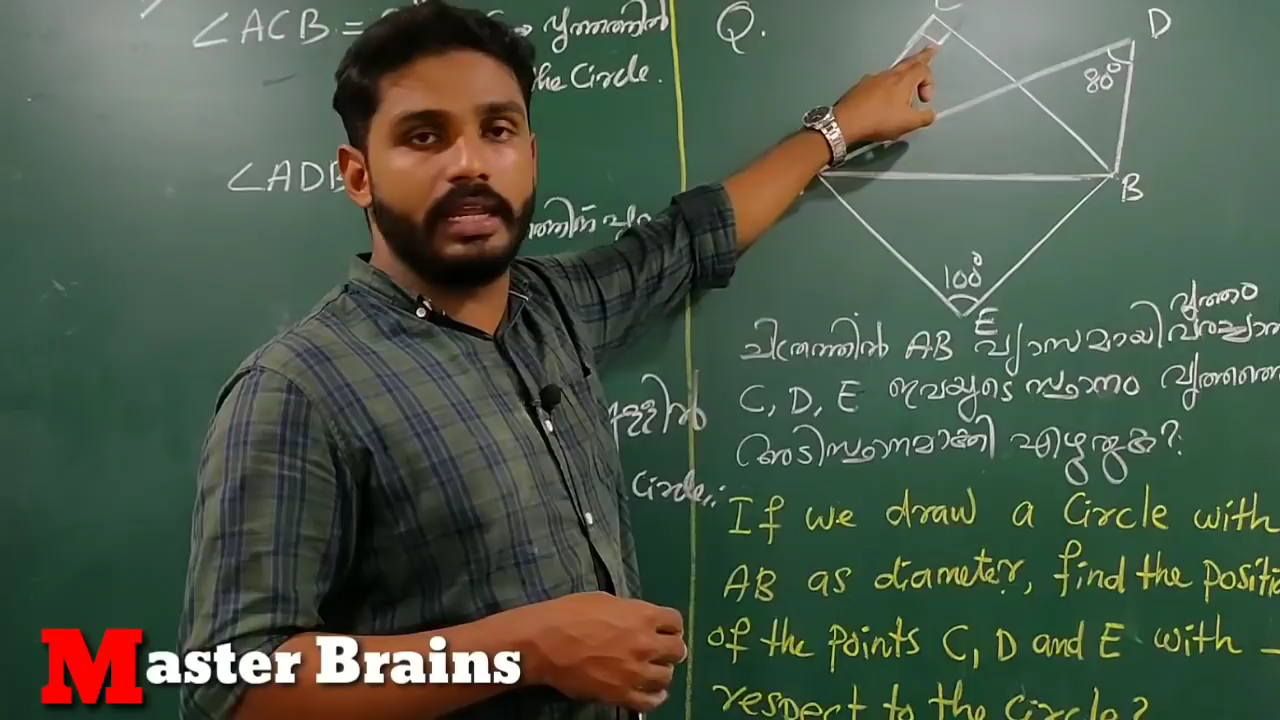 ∠ACB = വൃത്തത്തിൽ
the Circle.
∠ADB
Circle.
Q.
C
D
80°
B
100°
E
ചിത്രത്തിൽ AB വ്യാസമായി വൃത്തം വരച്ചാൽ
C, D, E ഇവയുടെ സ്ഥാനം
അടിസ്ഥാനമാക്കി എഴുതുക?
If we draw a Circle with
AB as diameter, find the positi
of the points C, D and E with
respect to the circle?
Master Brains